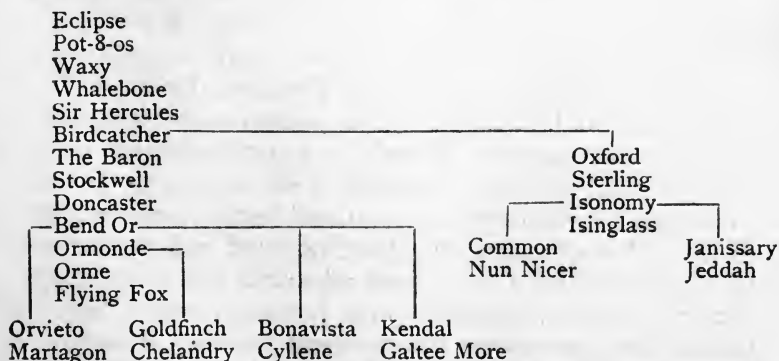 Eclipse
Pot-8-os
Waxy
Whalebone
Sir Hercules
Birdcatcher
The Baron
Stockwell
Doncaster
Bend Or
Ormonde
Orme
Flying Fox
Oxford
Sterling
Isonomy
Isinglass
Common
Nun Nicer
Janissary
Jeddah
Orvieto
Martagon
Goldfinch
Chelandry
Bonavista
Cyllene
Kendal
Galtee More